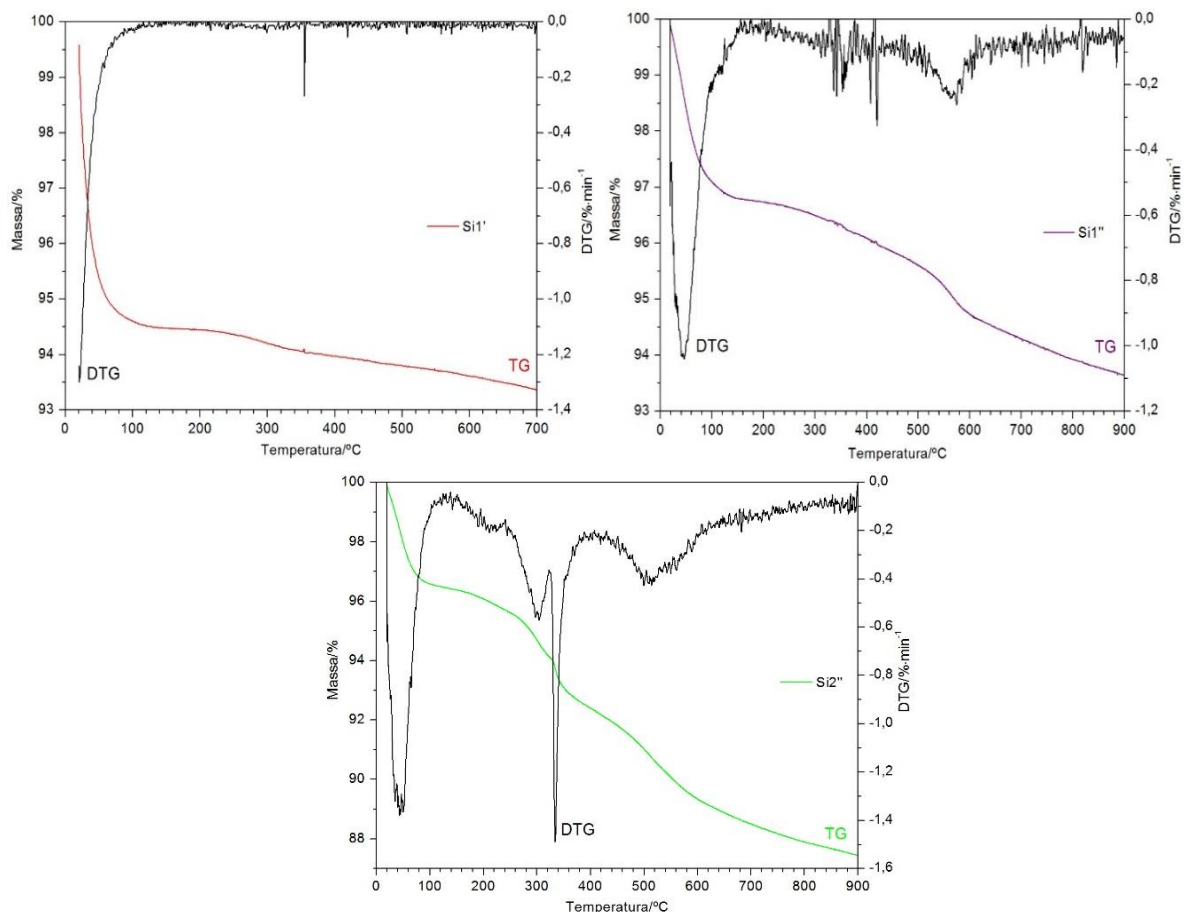 100
99
98
97
96
95
94
93
Massa/%
0,0
-0,2
-0,4
-0,6
-0,8
-1,0
-1,2
-1,4
DTG/%·min⁻¹
Si1'
DTG
TG
0 100 200 300 400 500 600 700
Temperatura/ºC
100
99
98
97
96
95
94
93
Massa/%
0,0
-0,2
-0,4
-0,6
-0,8
-1,0
-1,2
DTG/%·min⁻¹
Si1''
DTG
TG
0 100 200 300 400 500 600 700 800 900
Temperatura/ºC
100
98
96
94
92
90
88
Massa/%
0,0
-0,2
-0,4
-0,6
-0,8
-1,0
-1,2
-1,4
-1,6
DTG/%·min⁻¹
Si2''
DTG
TG
0 100 200 300 400 500 600 700 800 900
Temperatura/ºC